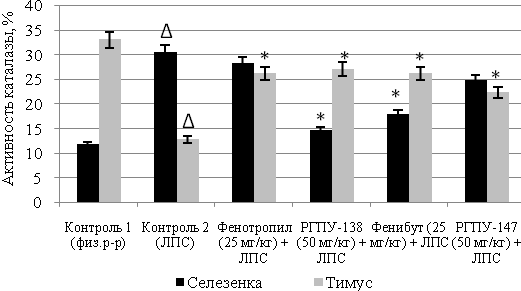 Активность каталазы, %
40
35
30
25
20
15
10
5
0
Δ
Δ
*
*
*
*
*
*
Контроль 1
(физ.р-р)
Контроль 2
(ЛПС)
Фенотропил
(25 мг/кг) +
ЛПС
РГПУ-138
(50 мг/кг) +
ЛПС
Фенибут (25
мг/кг) + ЛПС
РГПУ-147
(50 мг/кг) +
ЛПС
Селезенка
Тимус